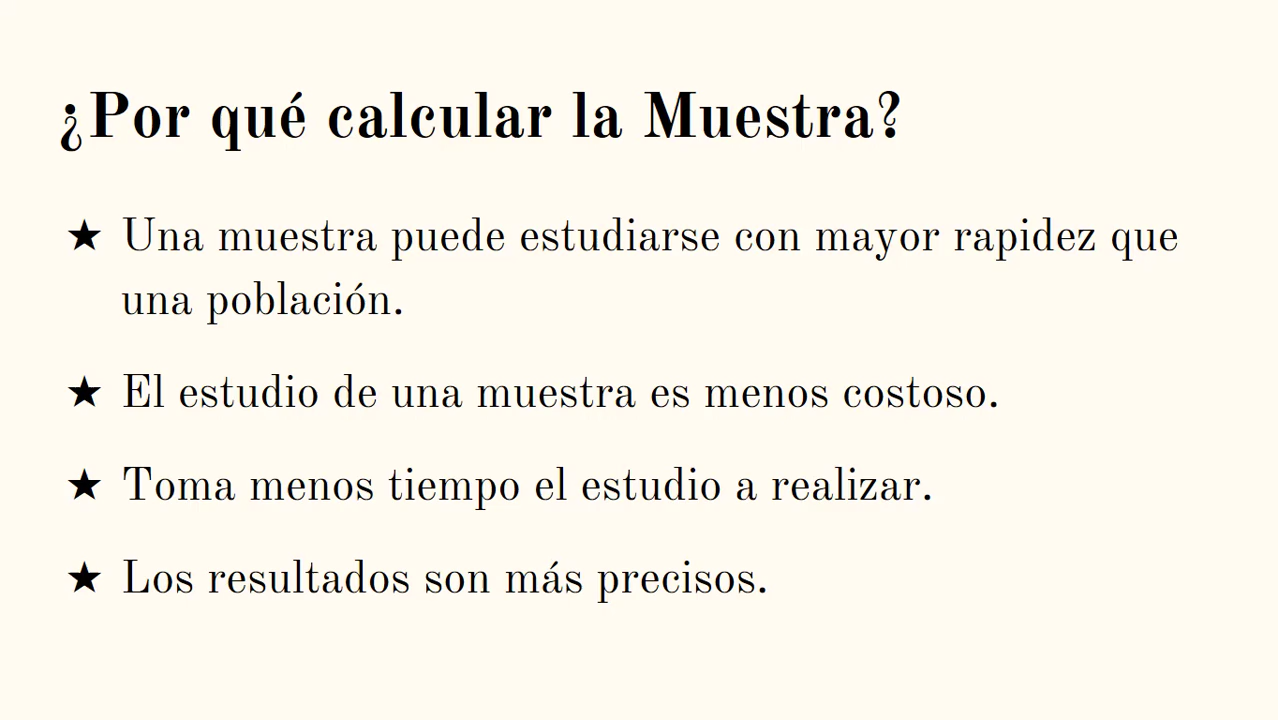 ¿Por qué calcular la Muestra?
★ Una muestra puede estudiarse con mayor rapidez que
una población.
★ El estudio de una muestra es menos costoso.
★ Toma menos tiempo el estudio a realizar.
★ Los resultados son más precisos.